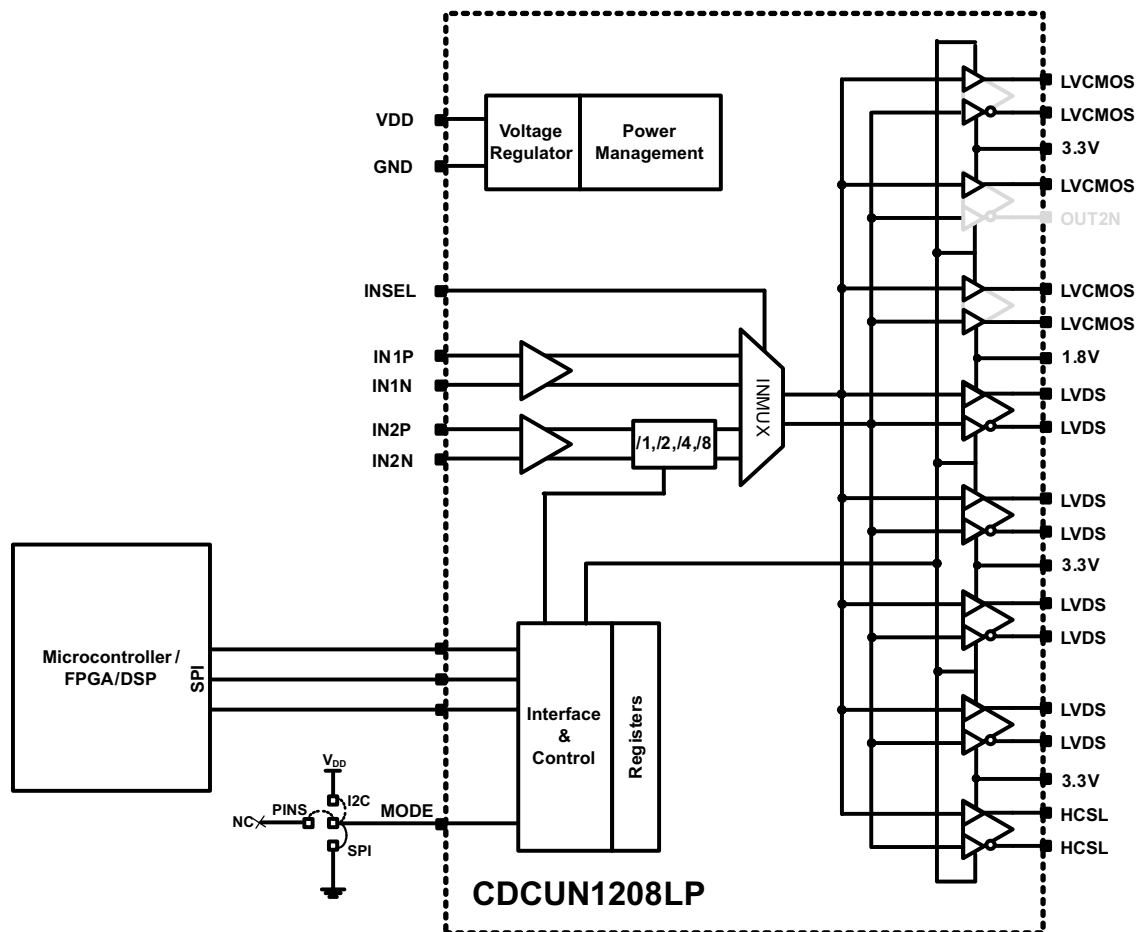 VDD
GND
Voltage
Regulator
Power
Management
INSEL
IN1P
IN1N
IN2P
IN2N
/1,/2,/4,/8
INMUX
LVCMOS
LVCMOS
3.3V
LVCMOS
OUT2N
LVCMOS
LVCMOS
1.8V
LVDS
LVDS
LVDS
LVDS
3.3V
LVDS
LVDS
LVDS
LVDS
3.3V
HCSL
HCSL
Microcontroller/
FPGA/DSP
SPI
Interface
&
Control
Registers
VDD
I2C
PINS
NC
SPI
MODE
CDCUN1208LP